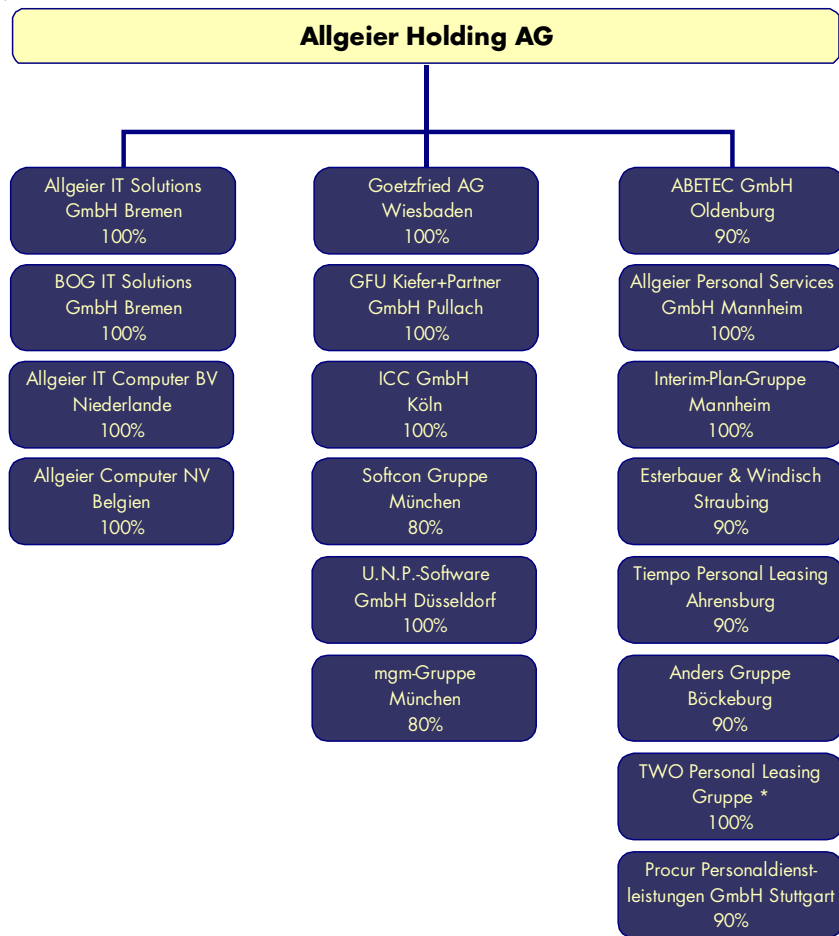 Allgeier Holding AG
Allgeier IT Solutions
GmbH Bremen
100%
BOG IT Solutions
GmbH Bremen
100%
Allgeier IT Computer BV
Niederlande
100%
Allgeier Computer NV
Belgien
100%
Goetzfried AG
Wiesbaden
100%
GFU Kiefer+Partner
GmbH Pullach
100%
ICC GmbH
Köln
100%
Softcon Gruppe
München
80%
U.N.P.-Software
GmbH Düsseldorf
100%
mgm-Gruppe
München
80%
ABETEC GmbH
Oldenburg
90%
Allgeier Personal Services
GmbH Mannheim
100%
Interim-Plan-Gruppe
Mannheim
100%
Esterbauer & Windisch
Straubing
90%
Tiempo Personal Leasing
Ahrensburg
90%
Anders Gruppe
Böckeburg
90%
TWO Personal Leasing
Gruppe *
100%
Procur Personaldienst-
leistungen GmbH Stuttgart
90%